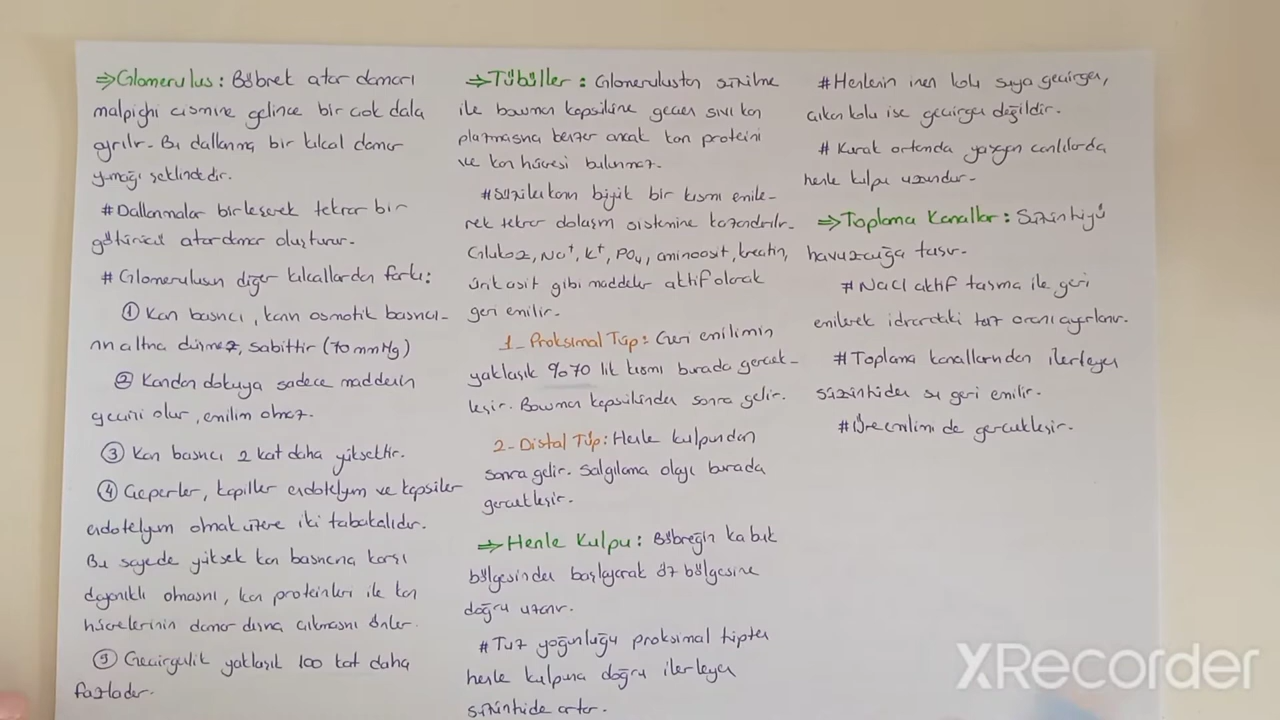 ⇒Glomerulus: Böbrek atar damarı
malpighi cismine gelince bir çok dala
ayrılır. Bu dallanma bir kılcal damar
yumağı şeklindedir.
#Dallanmalar birleşerek tekrar bir
götürücü atardamar oluşturur.
# Glomerulusun diğer kılcallardan farkı:
① Kan basıncı, kanın osmotik basıncı-
nın altına düşmez, sabittir (70 mmHg)
② Kandan dokuya sadece maddenin
geçişi olur, emilim olmaz.
③ Kan basıncı 2 kat daha yüksektir.
④ Çeperler, kapiller endotelyum ve kapsüler
endotelyum olmak üzere iki tabakalıdır.
Bu sayede yüksek kan basıncına karşı
dayanıklı olmasını, kan proteinleri ile kan
hücrelerinin damar dışına çıkmasını önler.
⑤ Geçirgenlik yaklaşık 100 kat daha
fazladır.
⇒Tübüller: Glomerulustan süzülme
ile bowman kapsülüne geçen sıvı kan
plazmasına benzer ancak kan proteini
ve kan hücresi bulunmaz.
#Süzülen kanın büyük bir kısmı emile-
rek tekrar dolaşım sistemine kazandırılır.
Glukoz, Na⁺, K⁺, PO₄, aminoasit, kreatin,
ürik asit gibi maddeler aktif olarak
geri emilir.
1- Proksimal Tüp: Geri emilimin
yaklaşık %70 lik kısmı burada gerçek-
leşir. Bowman kapsülünden sonra gelir.
2- Distal Tüp: Henle kulpundan
sonra gelir. Salgılama olayı burada
gerçekleşir.
⇒ Henle Kulpu: Böbreğin kabuk
bölgesinden başlayarak öz bölgesine
doğru uzanır.
#Tuz yoğunluğu proksimal tüpten
henle kulpuna doğru ilerleyen
süzüntüde artar.
#Henlenin inen kolu suya geçirgen,
çıkan kolu ise geçirgen değildir.
# Kurak ortamda yaşayan canlılarda
henle kulpu uzundur.
⇒Toplama Kanalları: Süzüntüyü
havuzcuğa taşır.
#NaCl aktif taşıma ile geri
emilerek idrardaki tuz oranı ayarlanır.
#Toplama kanallarından ilerleyen
süzüntüden su geri emilir.
#Üre emilimi de gerçekleşir.
XRecorder